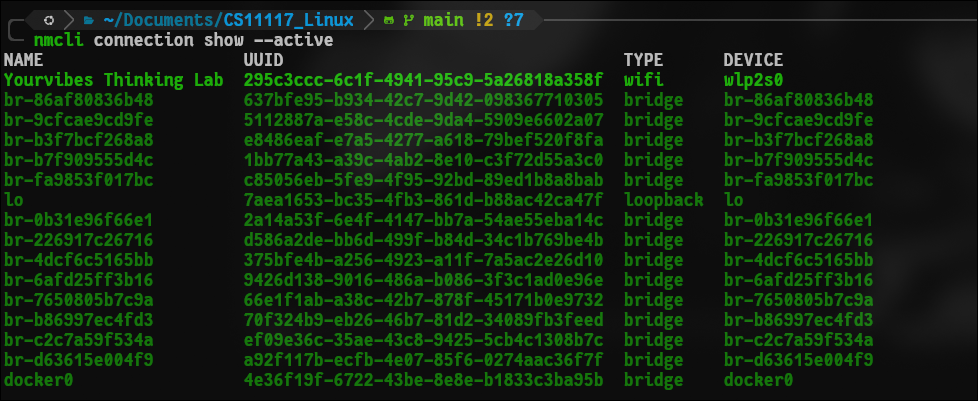 ~/Documents/CS11117_Linux main !2 ?7
nmcli connection show --active
NAME UUID TYPE DEVICE
Yourvibes Thinking Lab 295c3ccc-6c1f-4941-95c9-5a26818a358f wifi wlp2s0
br-86af80836b48 637bfe95-b934-42c7-9d42-098367710305 bridge br-86af80836b48
br-9cfcae9cd9fe 5112887a-e58c-4cde-9da4-5909e6602a07 bridge br-9cfcae9cd9fe
br-b3f7bcf268a8 e8486eaf-e7a5-4277-a618-79bef520f8fa bridge br-b3f7bcf268a8
br-b7f909555d4c 1bb77a43-a39c-4ab2-8e10-c3f72d55a3c0 bridge br-b7f909555d4c
br-fa9853f017bc c85056eb-5fe9-4f95-92bd-89ed1b8a8bab bridge br-fa9853f017bc
lo 7aea1653-bc35-4fb3-861d-b88ac42ca47f loopback lo
br-0b31e96f66e1 2a14a53f-6e4f-4147-bb7a-54ae55eba14c bridge br-0b31e96f66e1
br-226917c26716 d586a2de-bb6d-499f-b84d-34c1b769be4b bridge br-226917c26716
br-4dcf6c5165bb 375bfe4b-a256-4923-a11f-7a5ac2e26d10 bridge br-4dcf6c5165bb
br-6afd25ff3b16 9426d138-9016-486a-b086-3f3c1ad0e96e bridge br-6afd25ff3b16
br-7650805b7c9a 66e1f1ab-a38c-42b7-878f-45171b0e9732 bridge br-7650805b7c9a
br-b86997ec4fd3 70f324b9-eb26-46b7-81d2-34089fb3feed bridge br-b86997ec4fd3
br-c2c7a59f534a ef09e36c-35ae-43c8-9425-5cb4c1308b7c bridge br-c2c7a59f534a
br-d63615e004f9 a92f117b-ecfb-4e07-85f6-0274aac36f7f bridge br-d63615e004f9
docker0 4e36f19f-6722-43be-8e8e-b1833c3ba95b bridge docker0